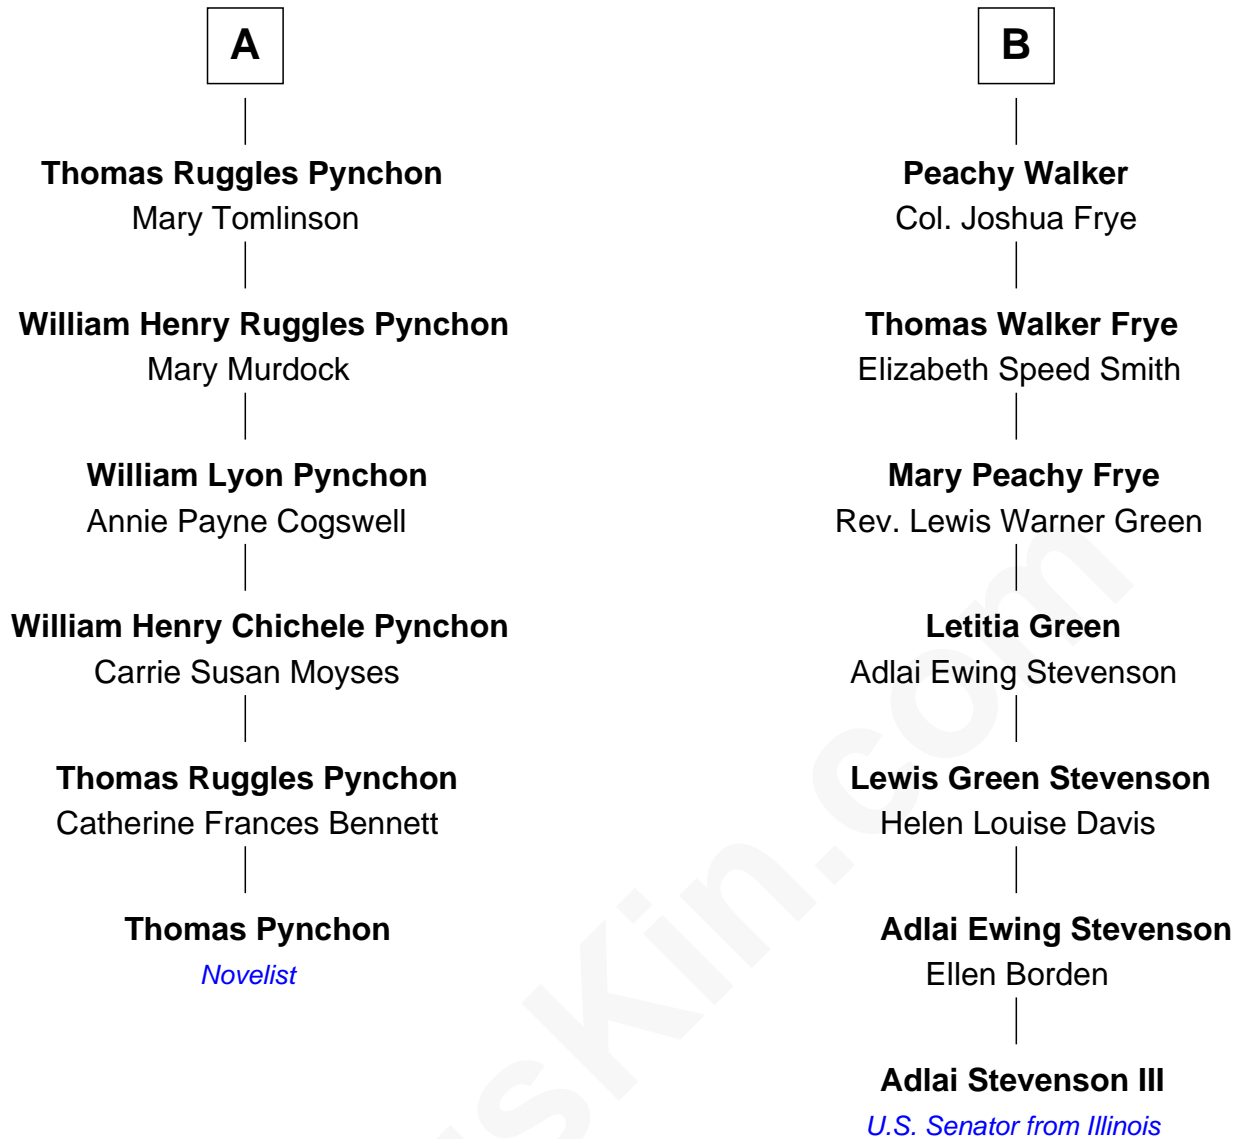 A
Thomas Ruggles Pynchon
Mary Tomlinson
William Henry Ruggles Pynchon
Mary Murdock
William Lyon Pynchon
Annie Payne Cogswell
William Henry Chichele Pynchon
Carrie Susan Moyses
Thomas Ruggles Pynchon
Catherine Frances Bennett
Thomas Pynchon
Novelist
B
Peachy Walker
Col. Joshua Frye
Thomas Walker Frye
Elizabeth Speed Smith
Mary Peachy Frye
Rev. Lewis Warner Green
Letitia Green
Adlai Ewing Stevenson
Lewis Green Stevenson
Helen Louise Davis
Adlai Ewing Stevenson
Ellen Borden
Adlai Stevenson III
U.S. Senator from Illinois
sKin.com